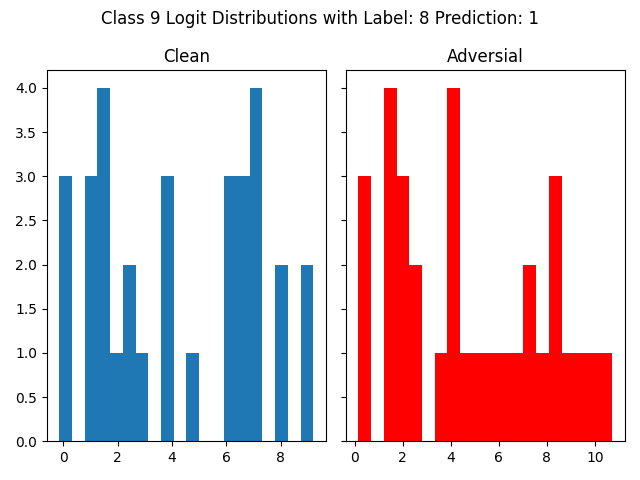 Class 9 Logit Distributions with Label: 8 Prediction: 1
Clean
Adversial
4.0
3.5
3.0
2.5
2.0
1.5
1.0
0.5
0.0
0 2 4 6 8
0 2 4 6 8 10